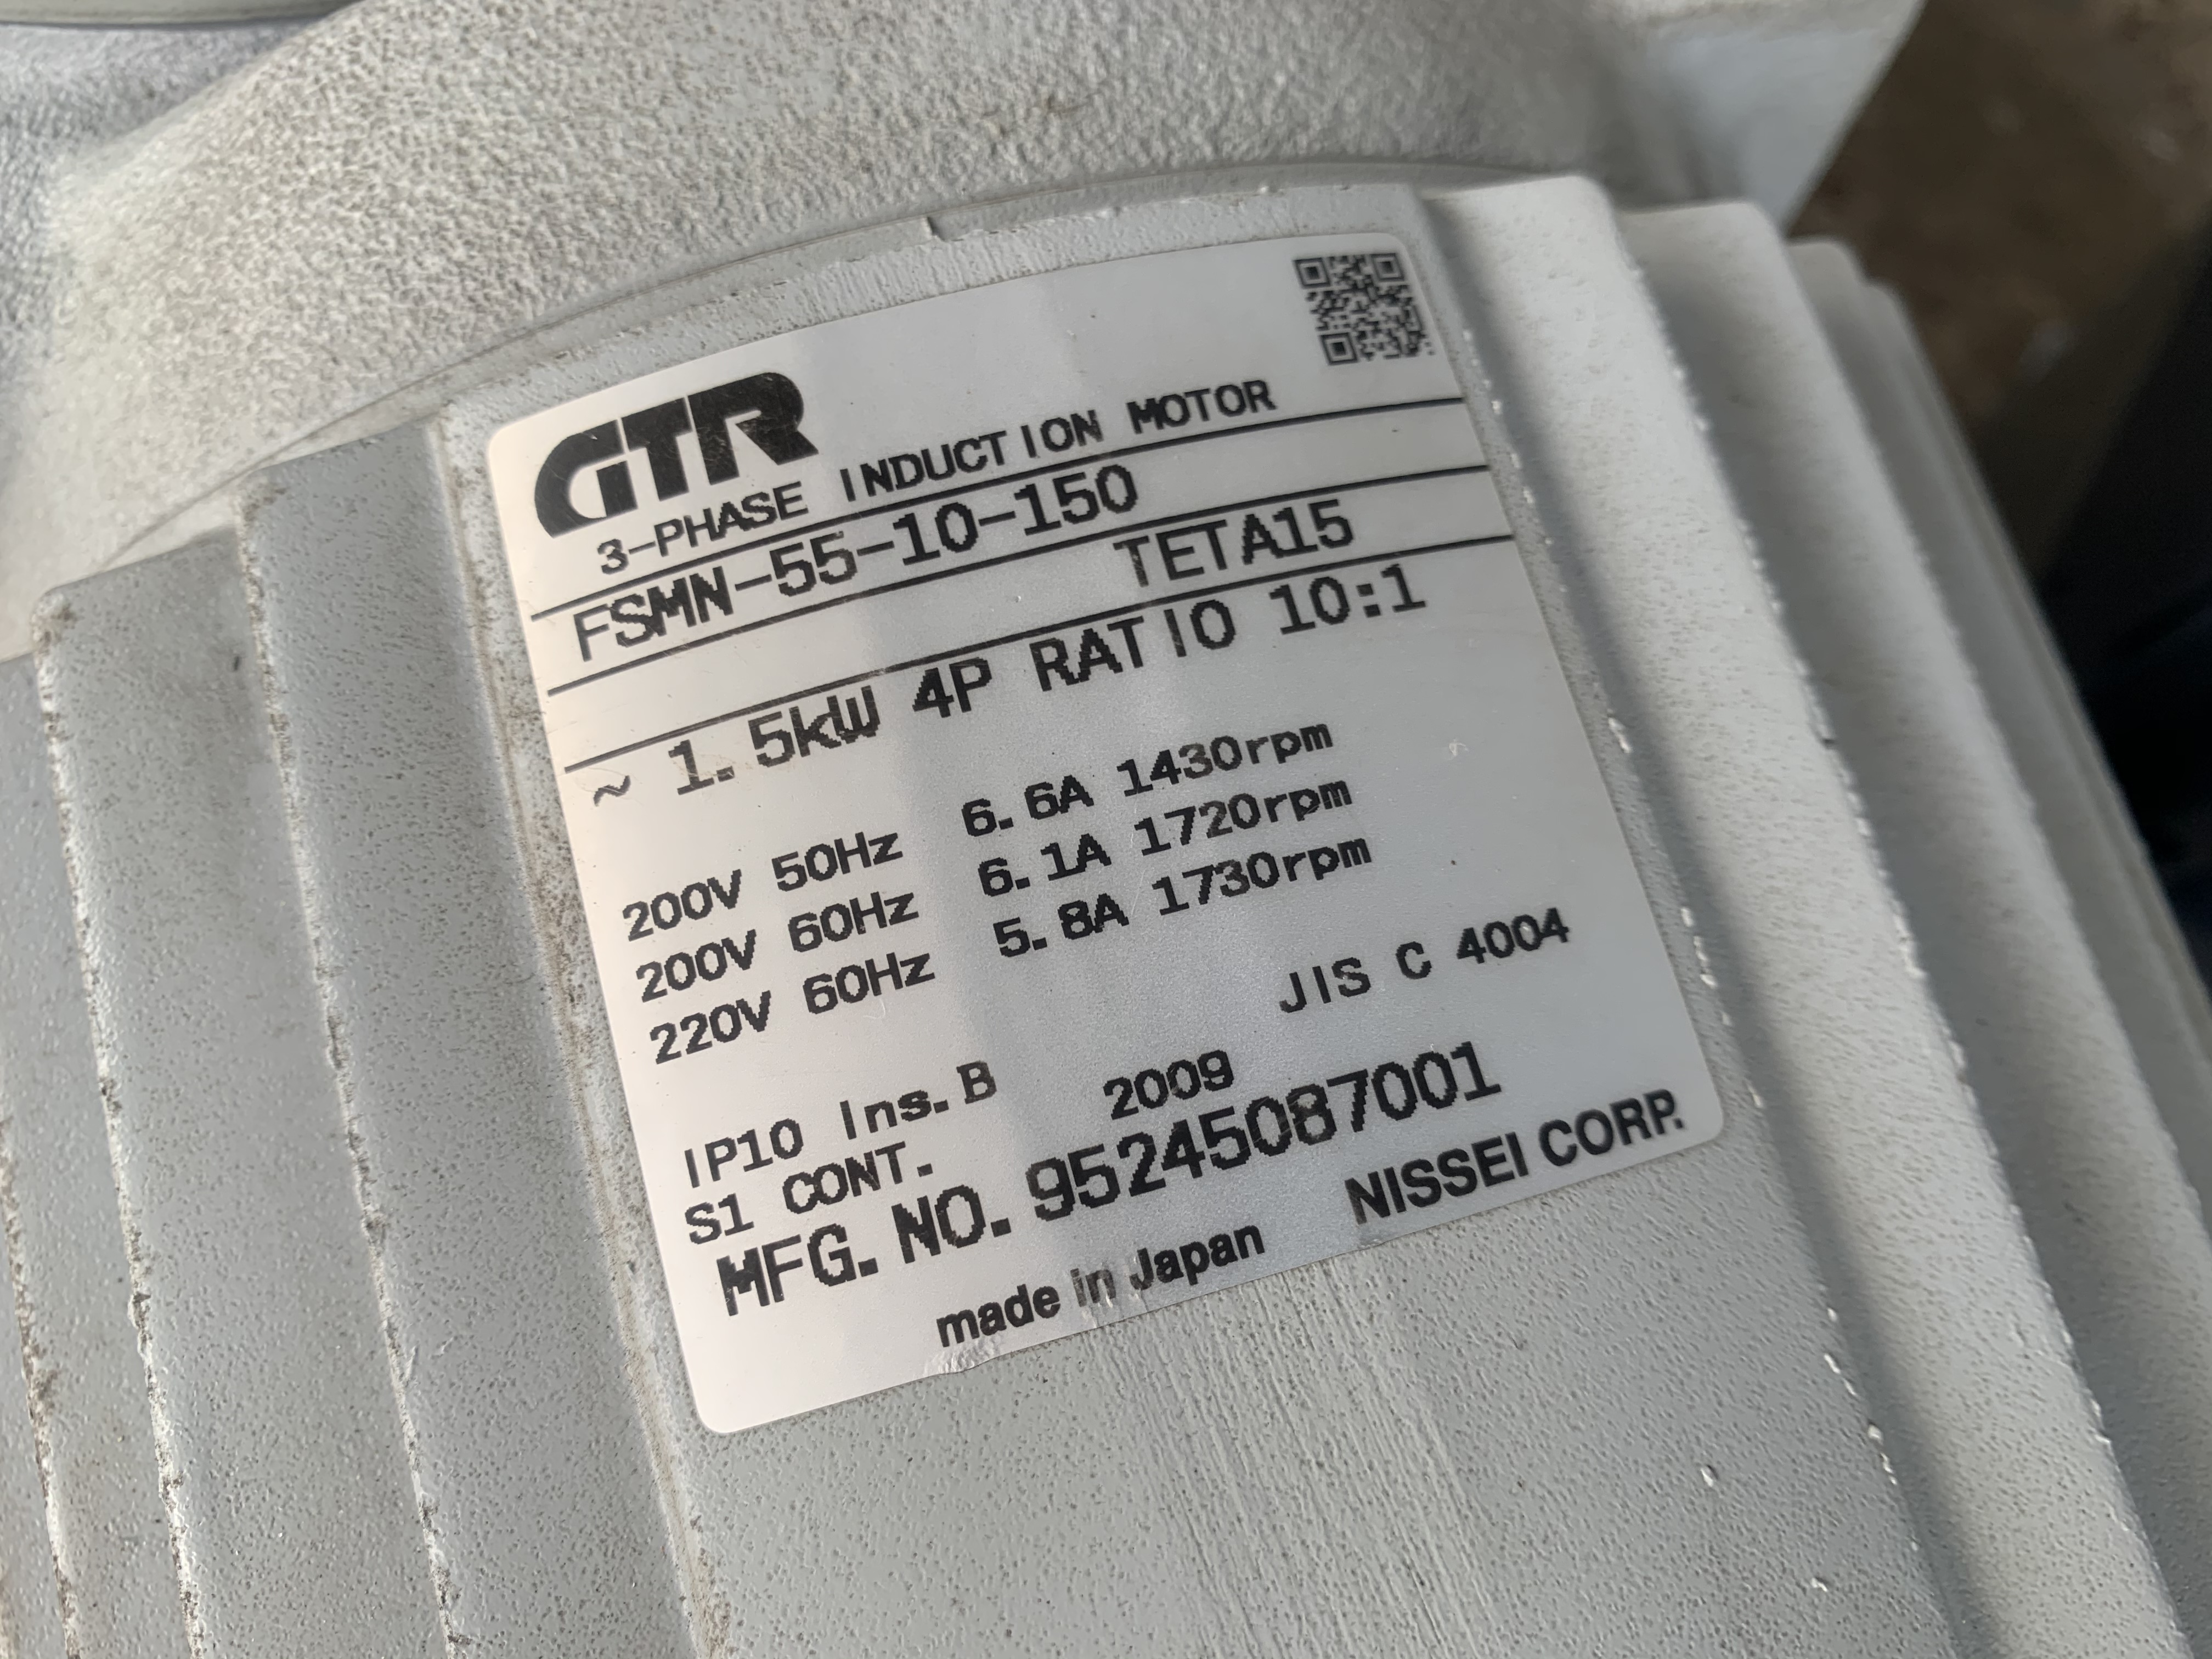 GTR
3-PHASE INDUCTION MOTOR
FSMN-55-10-150
TETA15
~ 1.5kW 4P RATIO 10:1
200V 50Hz 6.6A 1430rpm
200V 60Hz 6.1A 1720rpm
220V 60Hz 5.8A 1730rpm
JIS C 4004
IP10 Ins.B 2009
S1 CONT.
MFG. NO. 95245087001
made in Japan NISSEI CORP.